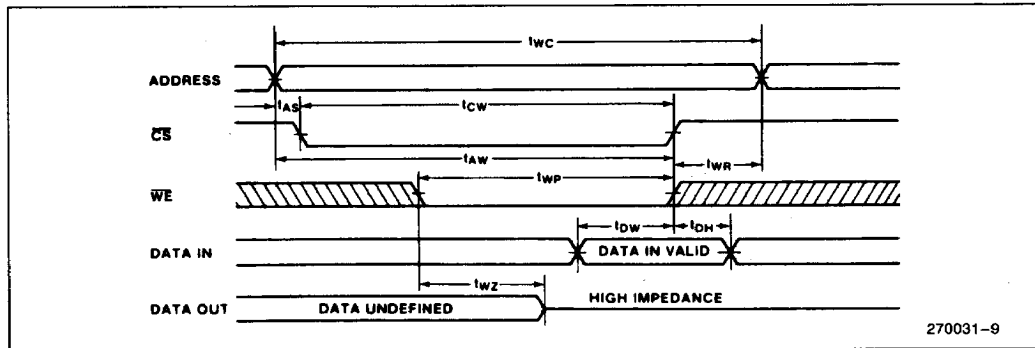 tWC
ADDRESS
tAS
tCW
CS
tAW
tWR
tWP
WE
tDW
tDH
DATA IN
DATA IN VALID
tWZ
HIGH IMPEDANCE
DATA OUT
DATA UNDEFINED
270031-9